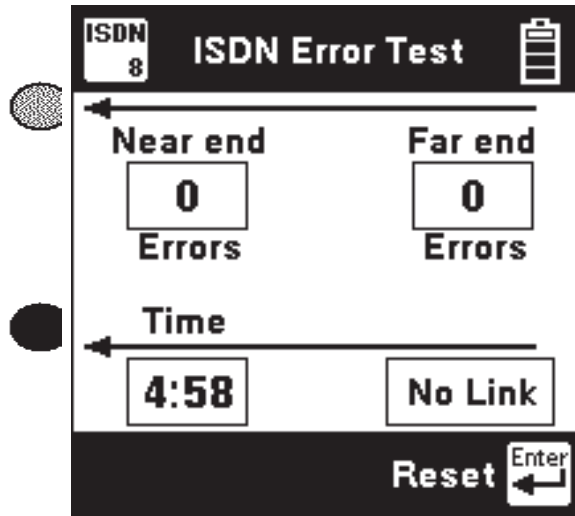 ISDN
8
ISDN Error Test
Near end Far end
0 0
Errors Errors
Time
4:58 No Link
Reset Enter